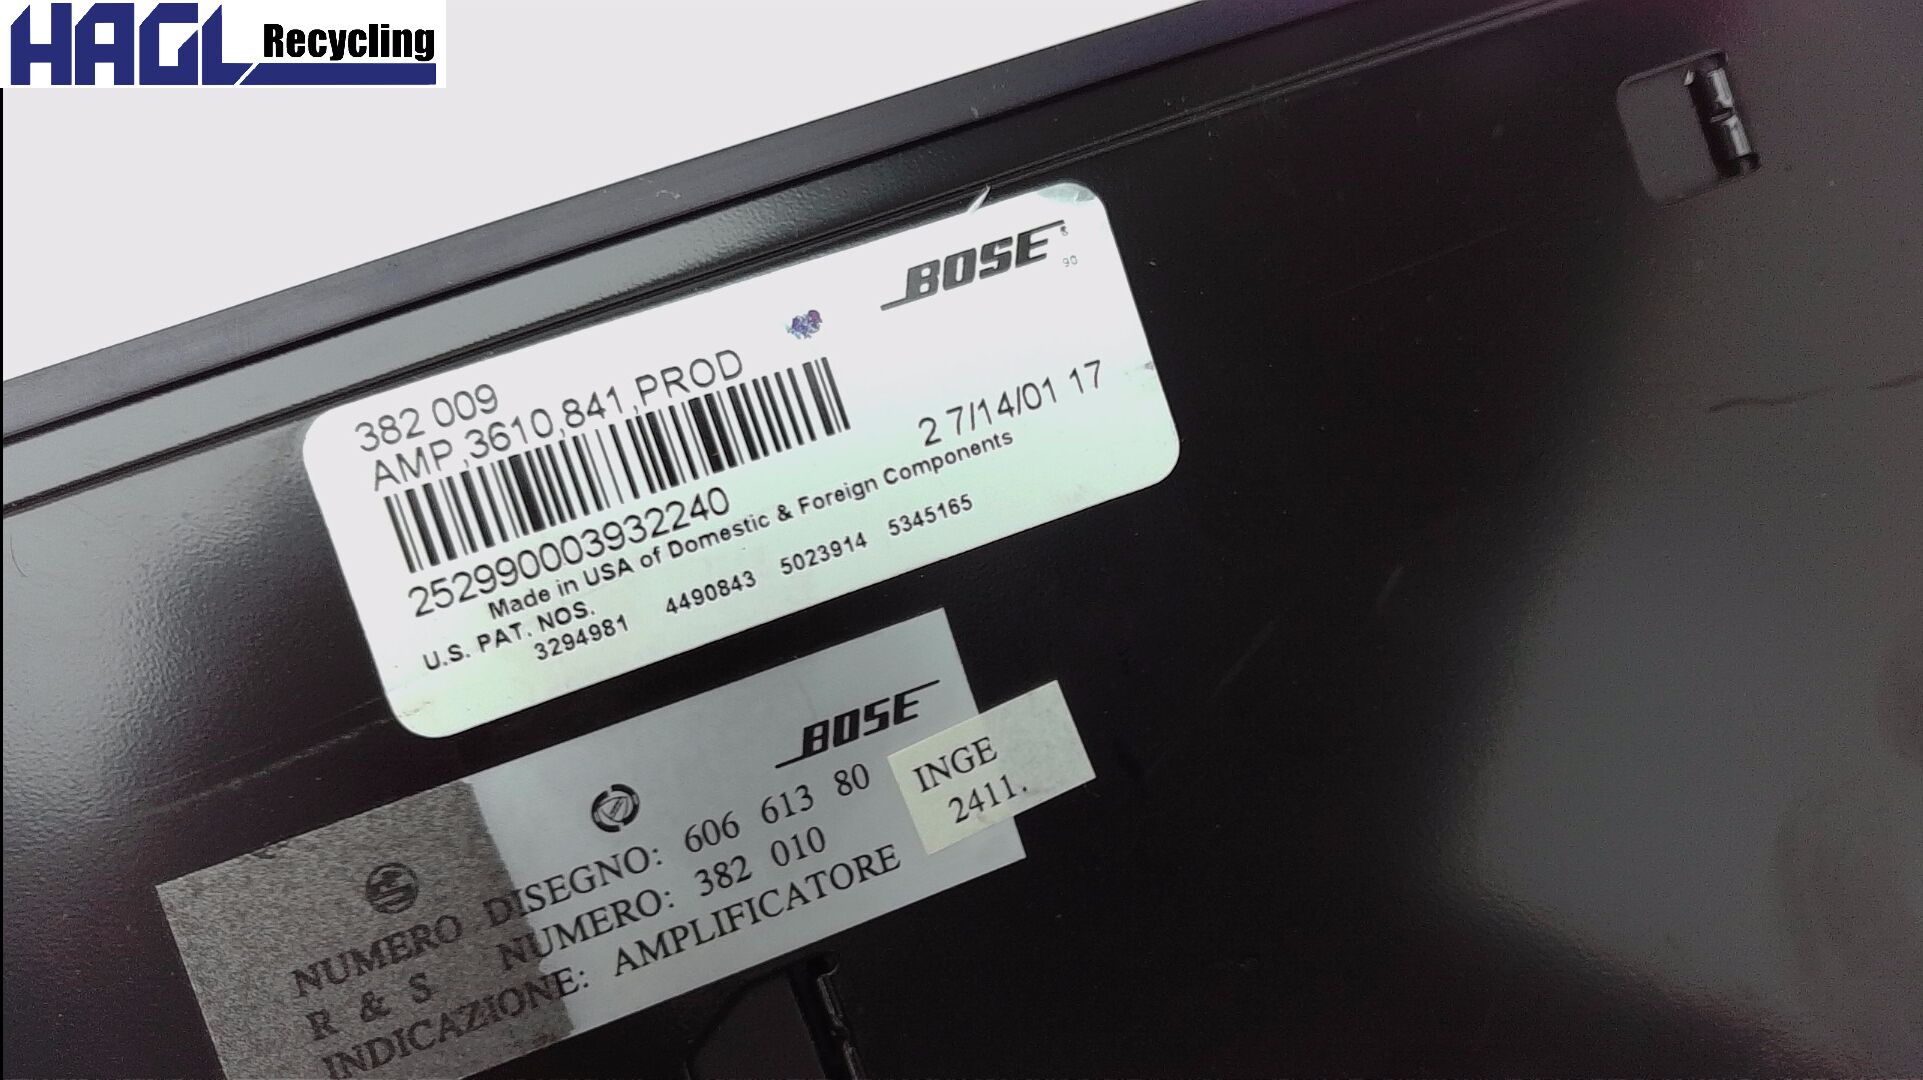 HAGL Recycling
BOSE
90
382 009
AMP,3610,841,PROD
2 7/14/01 17
252990003932240
Made in USA of Domestic & Foreign Components
U.S. PAT. NOS.
3294981 4490843 5023914 5345165
BOSE
NUMERO DISEGNO: 606 613 80
R & S NUMERO: 382 010
INDICAZIONE: AMPLIFICATORE
INGE
2411.